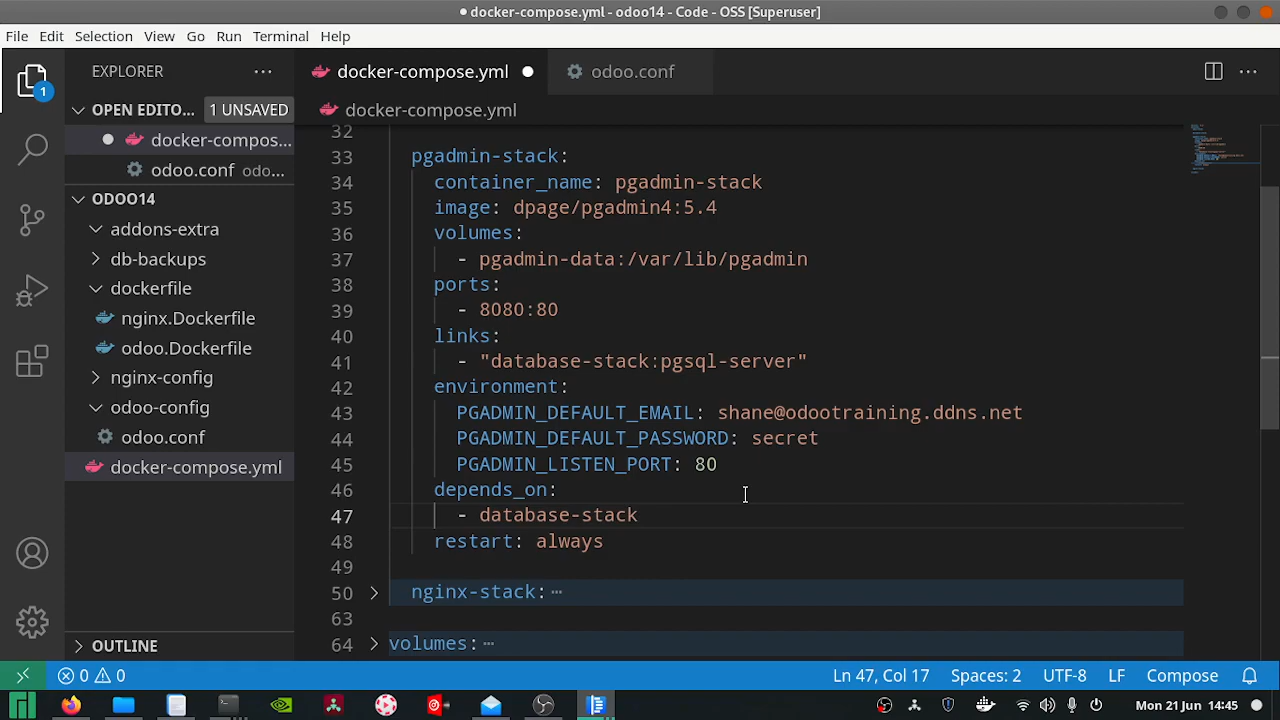 docker-compose.yml - odoo14 - Code - OSS [Superuser]
File Edit Selection View Go Run Terminal Help
EXPLORER
docker-compose.yml
odoo.conf
OPEN EDITO... 1 UNSAVED
docker-compose.yml
docker-compos...
odoo.conf odo...
ODOO14
addons-extra
db-backups
dockerfile
nginx.Dockerfile
odoo.Dockerfile
nginx-config
odoo-config
odoo.conf
docker-compose.yml
OUTLINE
1
32
33 pgadmin-stack:
34 container_name: pgadmin-stack
35 image: dpage/pgadmin4:5.4
36 volumes:
37 - pgadmin-data:/var/lib/pgadmin
38 ports:
39 - 8080:80
40 links:
41 - "database-stack:pgsql-server"
42 environment:
43 PGADMIN_DEFAULT_EMAIL: shane@odootraining.ddns.net
44 PGADMIN_DEFAULT_PASSWORD: secret
45 PGADMIN_LISTEN_PORT: 80
46 depends_on:
47 - database-stack
48 restart: always
49
50 nginx-stack: ...
63
64 volumes: ...
0 0 Ln 47, Col 17 Spaces: 2 UTF-8 LF Compose
Mon 21 Jun 14:45